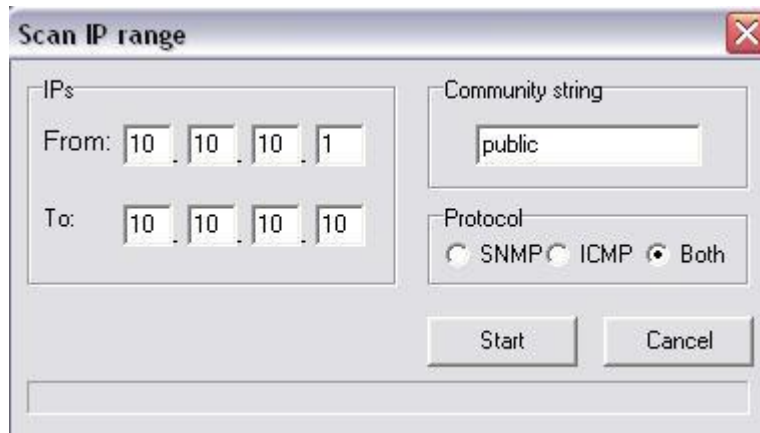 Scan IP range
IPs
From: 10 . 10 . 10 . 1
To: 10 . 10 . 10 . 10
Community string
public
Protocol
SNMP ICMP Both
Start Cancel